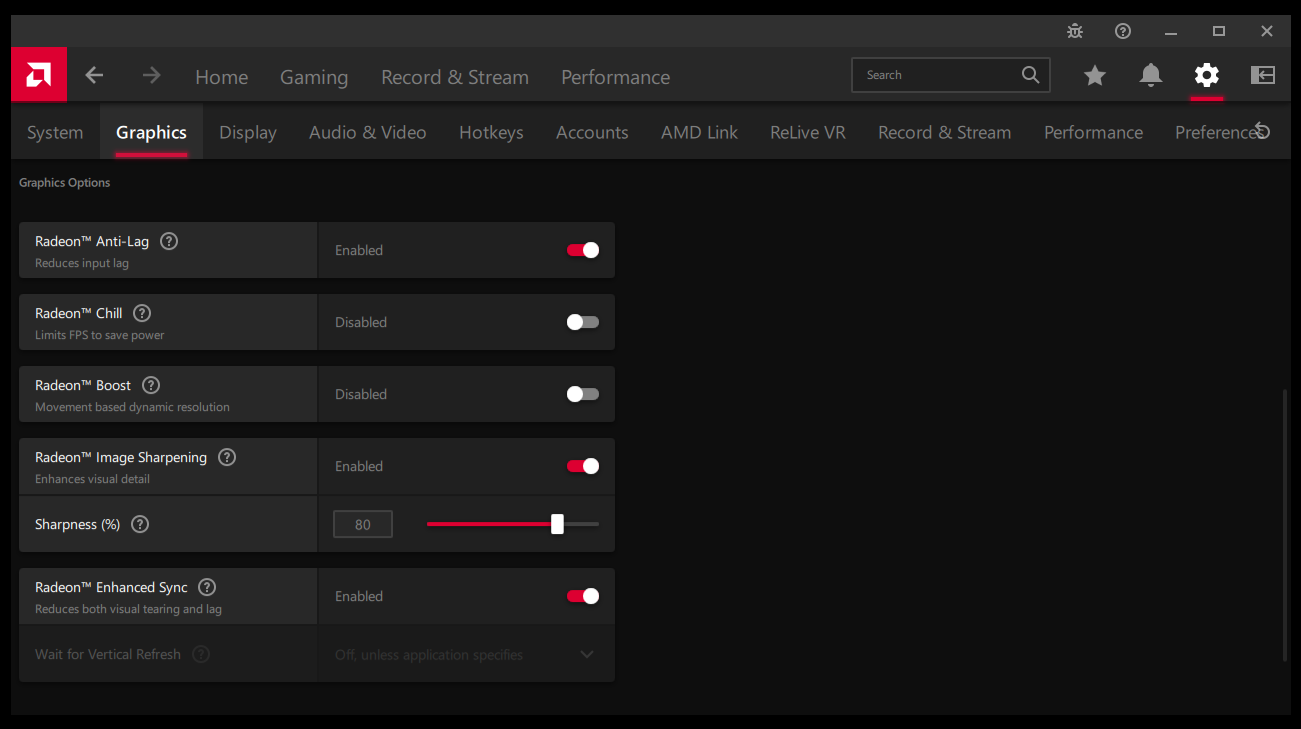 Home Gaming Record & Stream Performance Search
System Graphics Display Audio & Video Hotkeys Accounts AMD Link ReLive VR Record & Stream Performance Preferences
Graphics Options
Radeon™ Anti-Lag
Enabled
Reduces input lag
Radeon™ Chill
Disabled
Limits FPS to save power
Radeon™ Boost
Disabled
Movement based dynamic resolution
Radeon™ Image Sharpening
Enabled
Enhances visual detail
Sharpness (%) 80
Radeon™ Enhanced Sync
Enabled
Reduces both visual tearing and lag
Wait for Vertical Refresh Off, unless application specifies